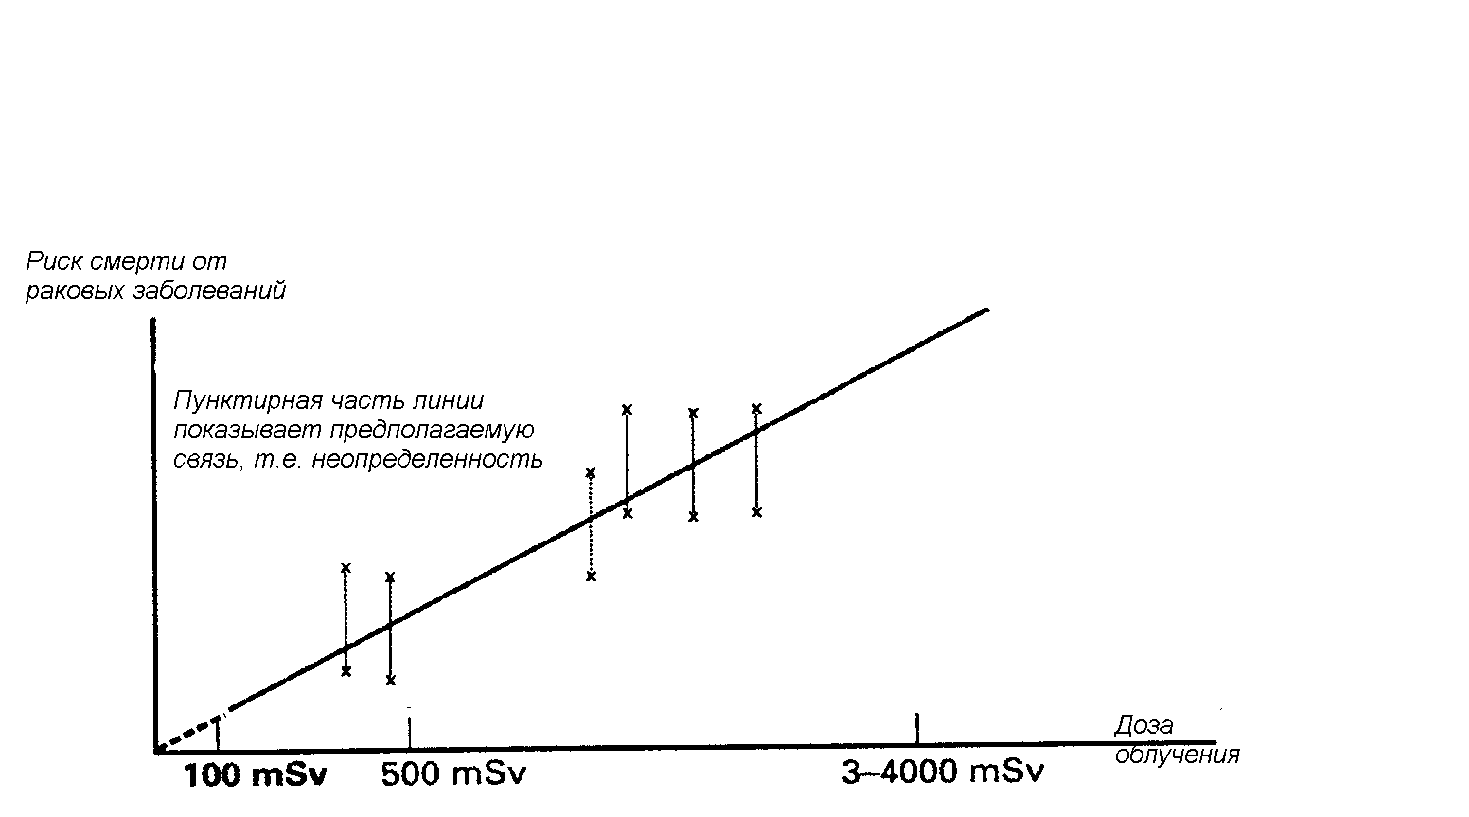 Риск смерти от
раковых заболеваний
Пунктирная часть линии
показывает предполагаемую
связь, т.е. неопределенность
Доза
облучения
100 mSv
500 mSv
3–4000 mSv